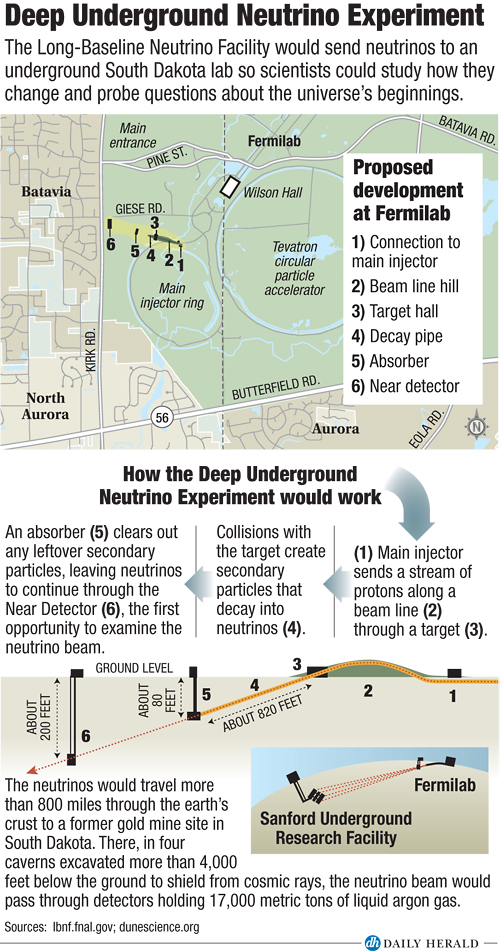 Deep Underground Neutrino Experiment
The Long-Baseline Neutrino Facility would send neutrinos to an
underground South Dakota lab so scientists could study how they
change and probe questions about the universe's beginnings.
Main
entrance
Fermilab
BATAVIA RD.
PINE ST.
Batavia
Wilson Hall
GIESE RD.
3
6
5
4
2
1
Main
injector ring
Tevatron
circular
particle
accelerator
KIRK RD.
North
Aurora
BUTTERFIELD RD.
56
Aurora
EOLA RD.
N
Proposed
development
at Fermilab
1) Connection to
main injector
2) Beam line hill
3) Target hall
4) Decay pipe
5) Absorber
6) Near detector
How the Deep Underground
Neutrino Experiment would work
An absorber (5) clears out
any leftover secondary
particles, leaving neutrinos
to continue through the
Near Detector (6), the first
opportunity to examine the
neutrino beam.
Collisions with
the target create
secondary
particles that
decay into
neutrinos (4).
(1) Main injector
sends a stream of
protons along a
beam line (2)
through a target (3).
GROUND LEVEL
3
ABOUT
200 FEET
6
ABOUT
80
FEET
5
4
ABOUT 820 FEET
2
1
Fermilab
Sanford Underground
Research Facility
The neutrinos would travel more
than 800 miles through the earth's
crust to a former gold mine site in
South Dakota. There, in four
caverns excavated more than 4,000
feet below the ground to shield from cosmic rays, the neutrino beam would
pass through detectors holding 17,000 metric tons of liquid argon gas.
Sources: lbnf.fnal.gov; dunescience.org
dh DAILY HERALD